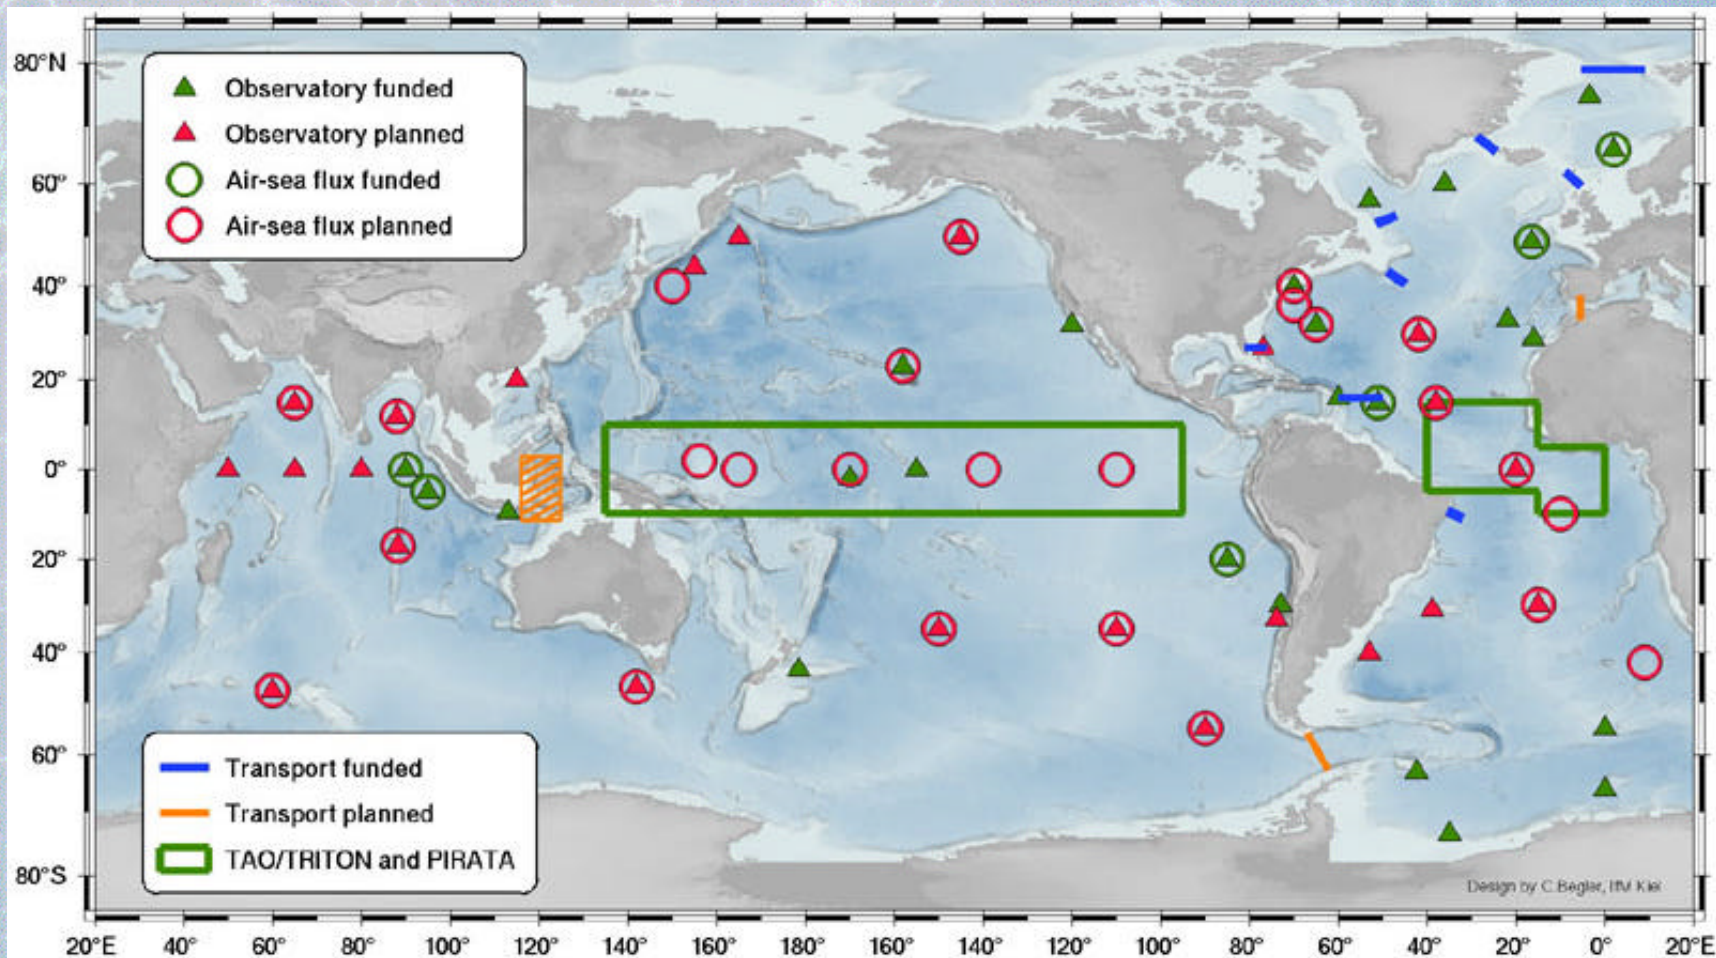 80°N
60°
40°
20°
0°
20°
40°
60°
80°S
Observatory funded
Observatory planned
Air-sea flux funded
Air-sea flux planned
Transport funded
Transport planned
TAO/TRITON and PIRATA
Design by C.Begler, IfM Kiel
20°E 40° 60° 80° 100° 120° 140° 160° 180° 160° 140° 120° 100° 80° 60° 40° 20° 0° 20°E